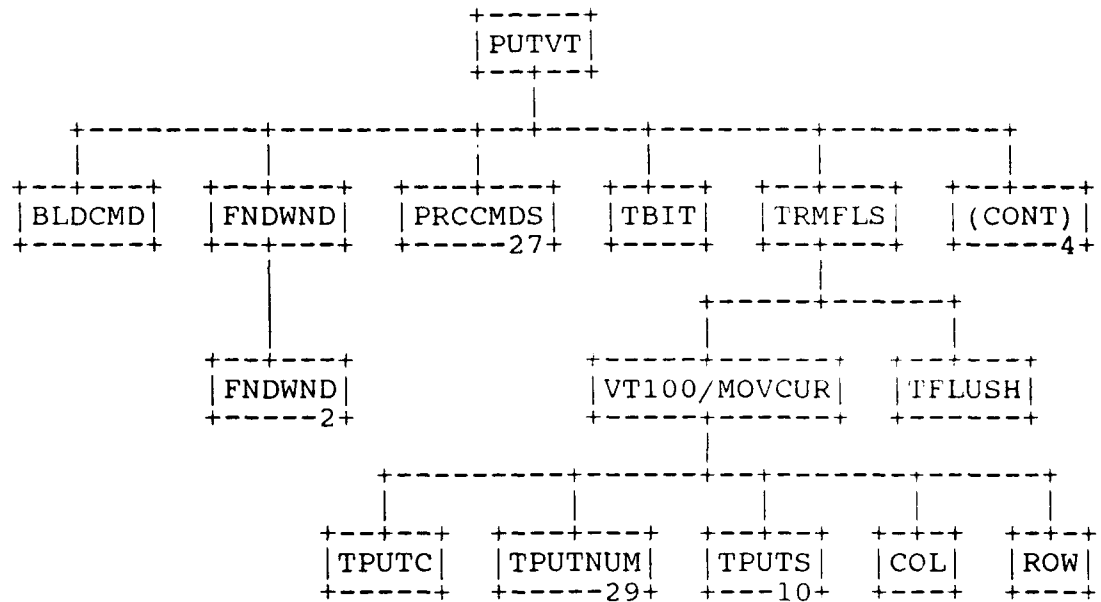 PUTVT
BLDCMD FNDWND PRCCMDS TBIT TRMFLS (CONT)
27 4
FNDWND VT100/MOVCUR TFLUSH
2
TPUTC TPUTNUM TPUTS COL ROW
29 10